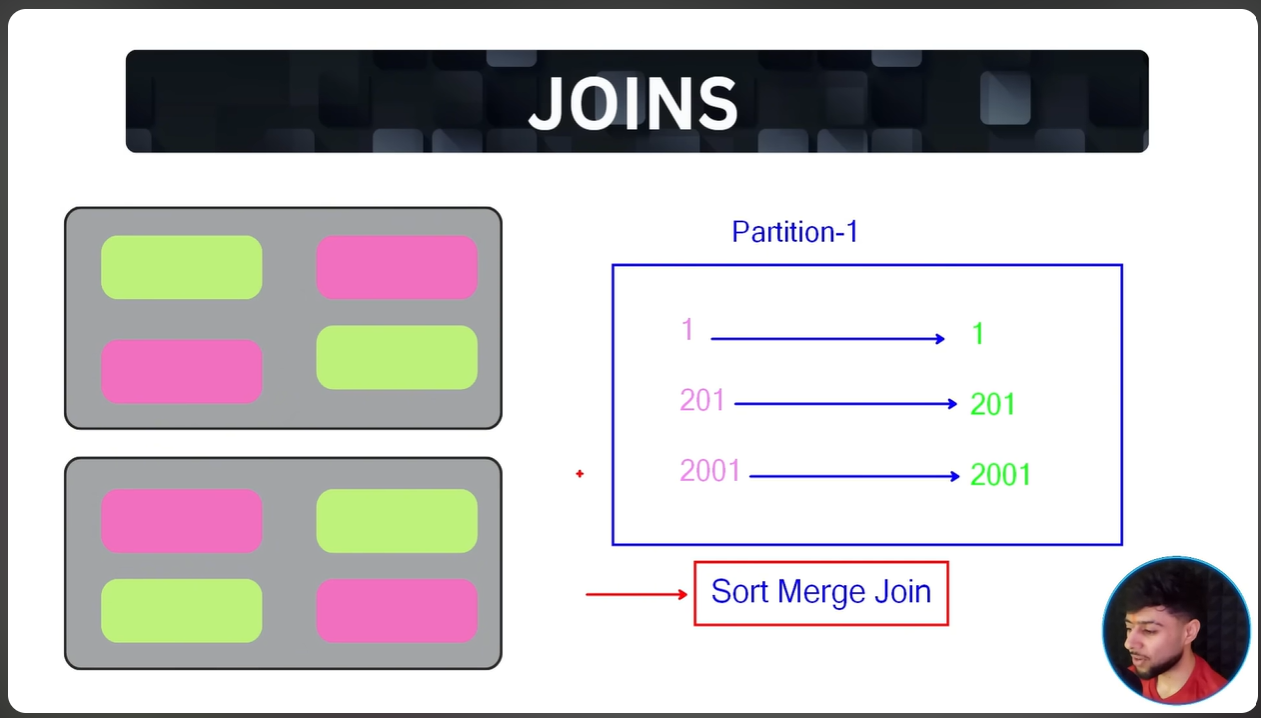 JOINS
Partition-1
1 1
201 201
2001 2001
Sort Merge Join